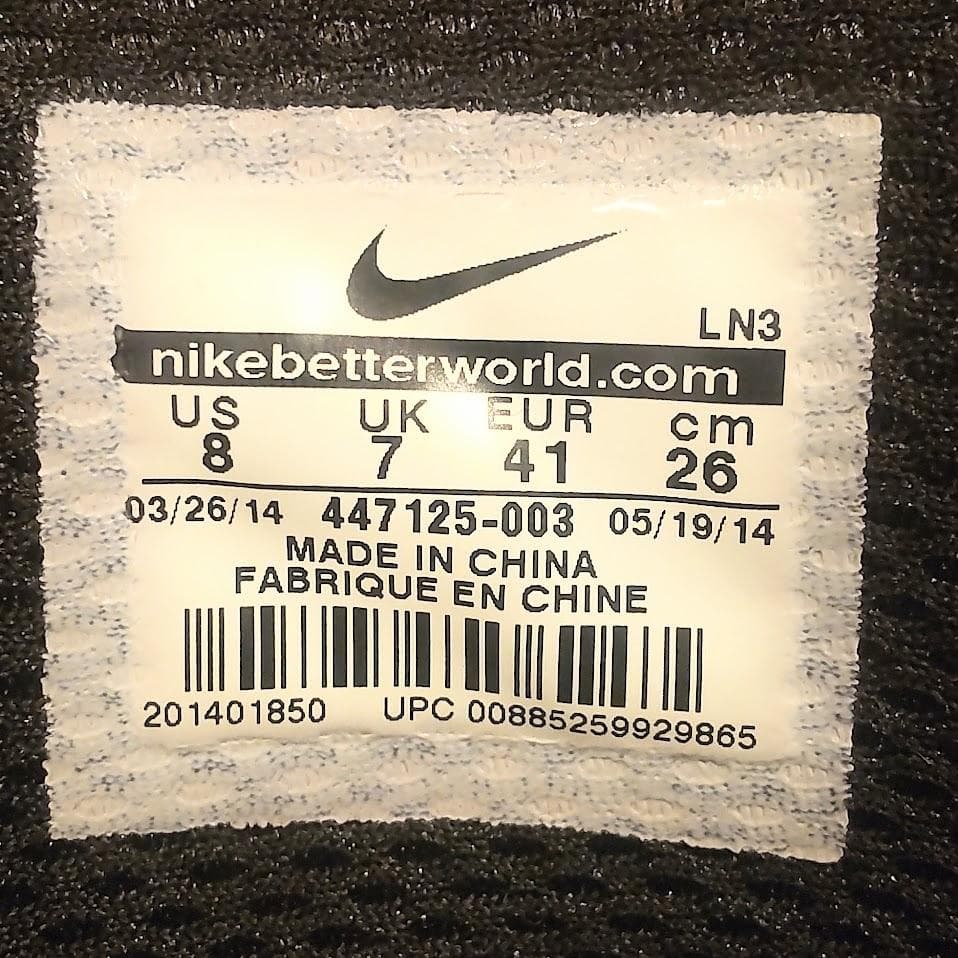 LN3
nikebetterworld.com
US UK EUR cm
8 7 41 26
03/26/14 447125-003 05/19/14
MADE IN CHINA
FABRIQUE EN CHINE
201401850 UPC 00885259929865